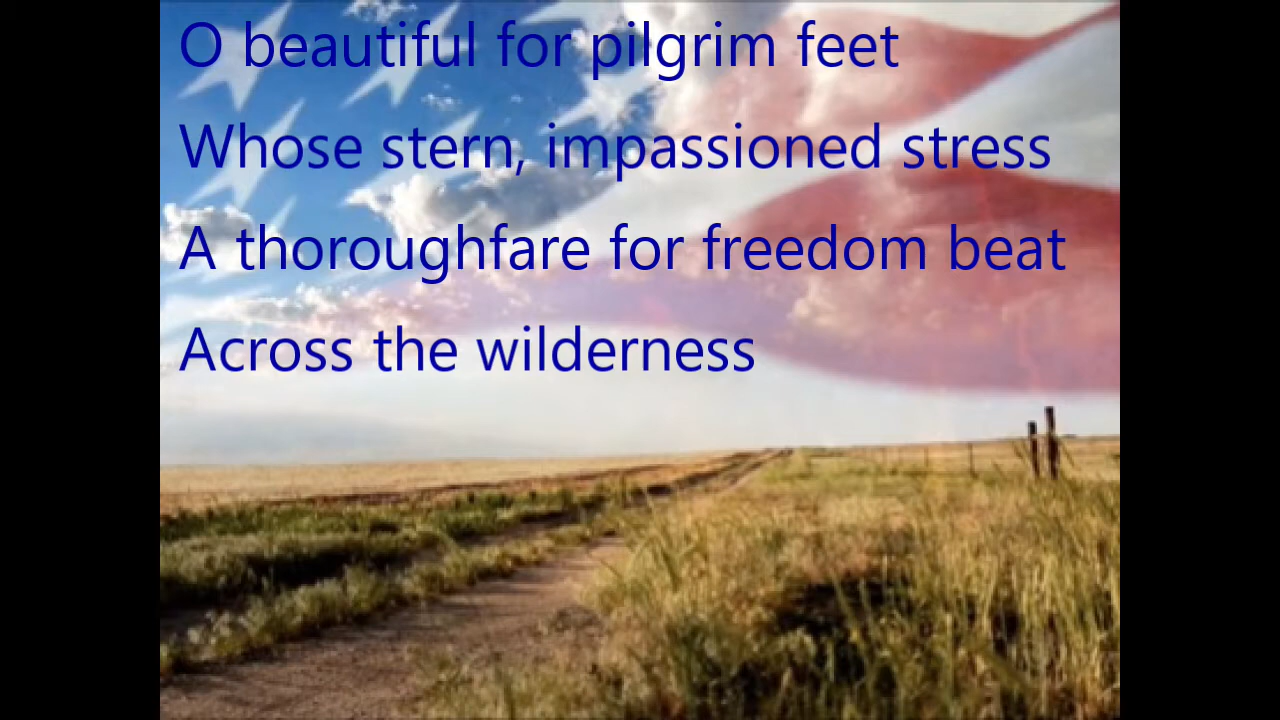 O beautiful for pilgrim feet
Whose stern, impassioned stress
A thoroughfare for freedom beat
Across the wilderness